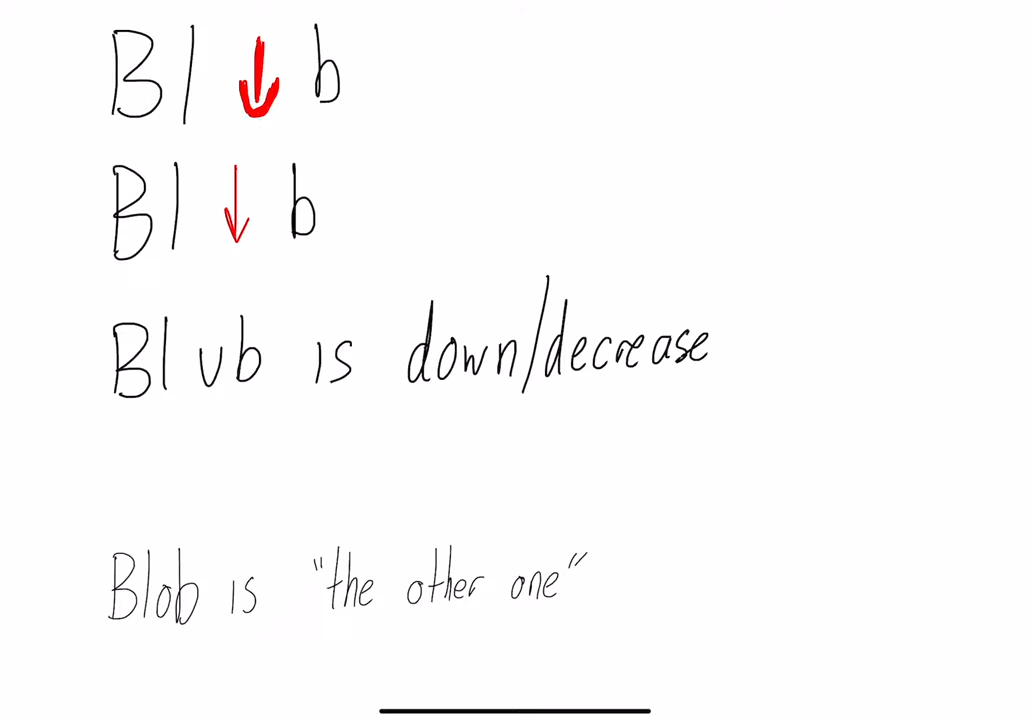 Bl ↓ b
Bl ↓ b
Blub is down/decrease
Blob is "the other one"